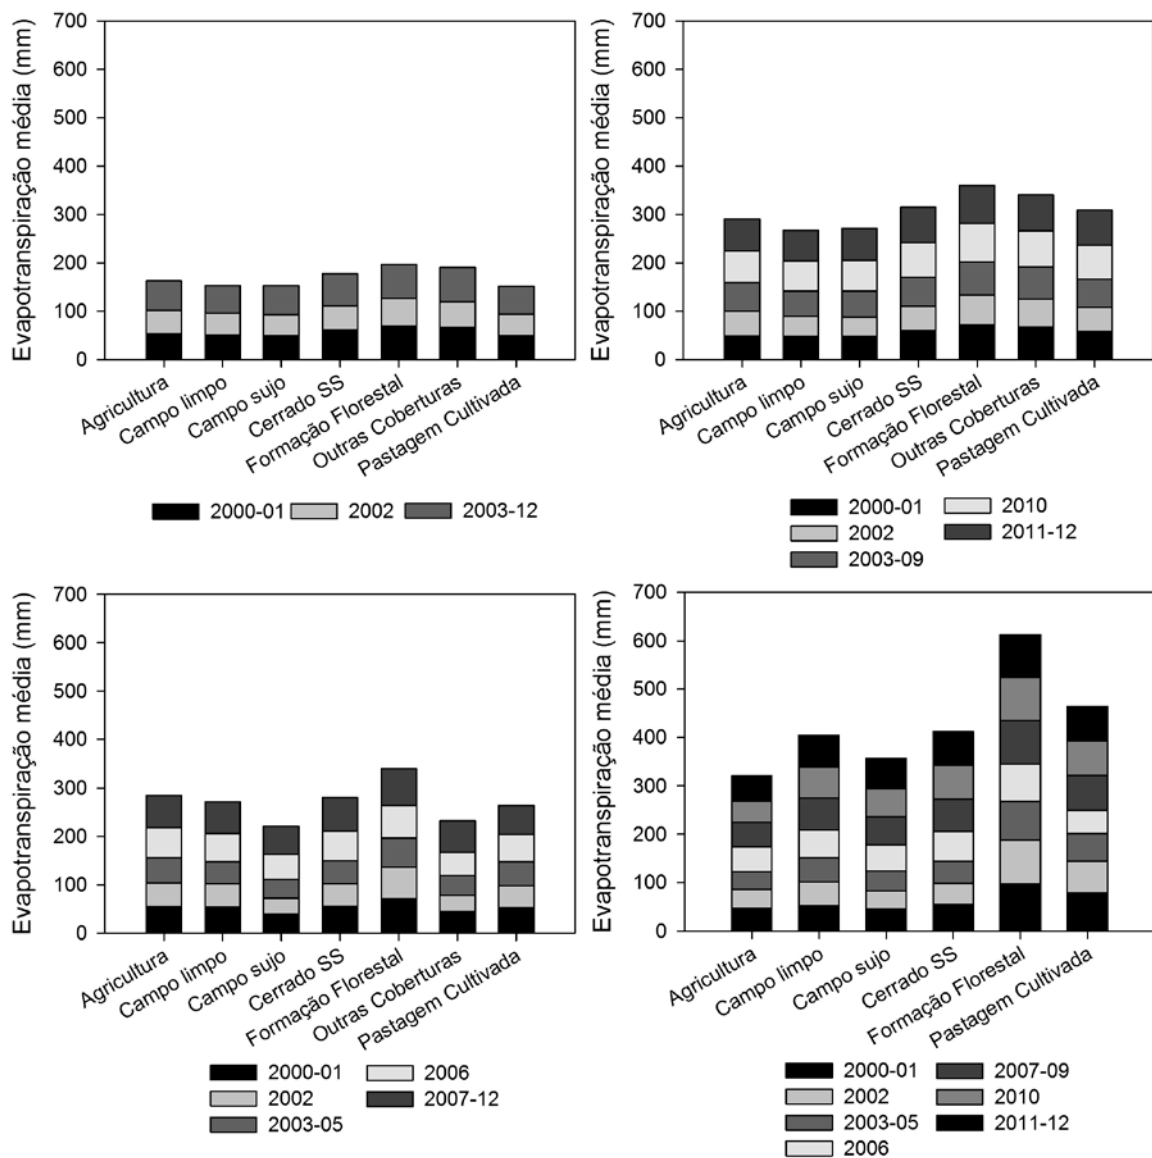 Evapotranspiração média (mm)
700
600
500
400
300
200
100
0
Agricultura
Campo limpo
Campo sujo
Cerrado SS
Formação Florestal
Outras Coberturas
Pastagem Cultivada
2000-01 2002 2003-12
Evapotranspiração média (mm)
700
600
500
400
300
200
100
0
Agricultura
Campo limpo
Campo sujo
Cerrado SS
Formação Florestal
Outras Coberturas
Pastagem Cultivada
2000-01 2010
2002 2011-12
2003-09
Evapotranspiração média (mm)
700
600
500
400
300
200
100
0
Agricultura
Campo limpo
Campo sujo
Cerrado SS
Formação Florestal
Outras Coberturas
Pastagem Cultivada
2000-01 2006
2002 2007-12
2003-05
Evapotranspiração média (mm)
700
600
500
400
300
200
100
0
Agricultura
Campo limpo
Campo sujo
Cerrado SS
Formação Florestal
Pastagem Cultivada
2000-01 2007-09
2002 2010
2003-05 2011-12
2006